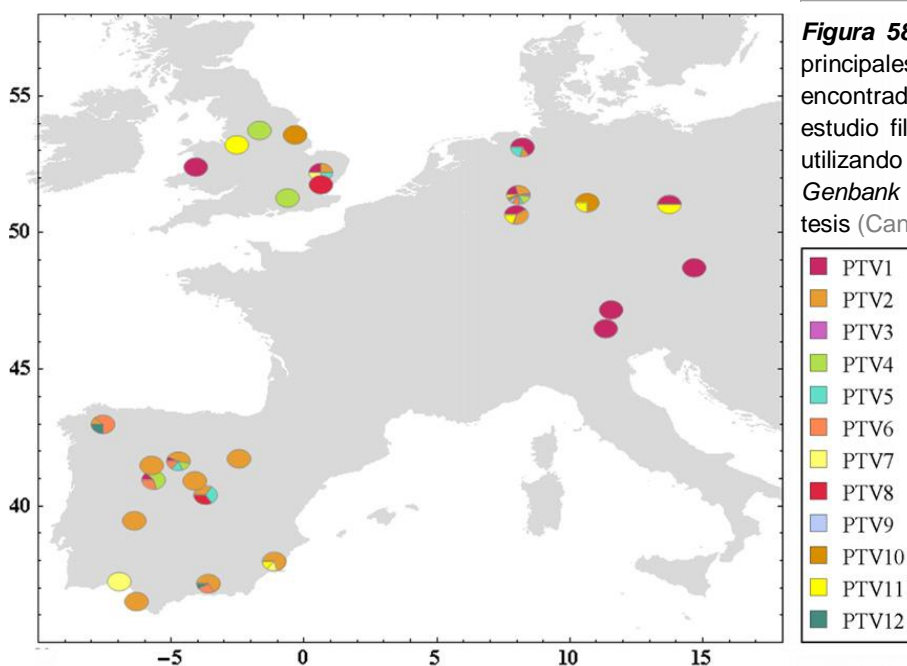 Figura 58
principales
encontrad
estudio fil
utilizando
Genbank
tesis (Can
PTV1
PTV2
PTV3
PTV4
PTV5
PTV6
PTV7
PTV8
PTV9
PTV10
PTV11
PTV12
55
50
45
40
−5
0
5
10
15